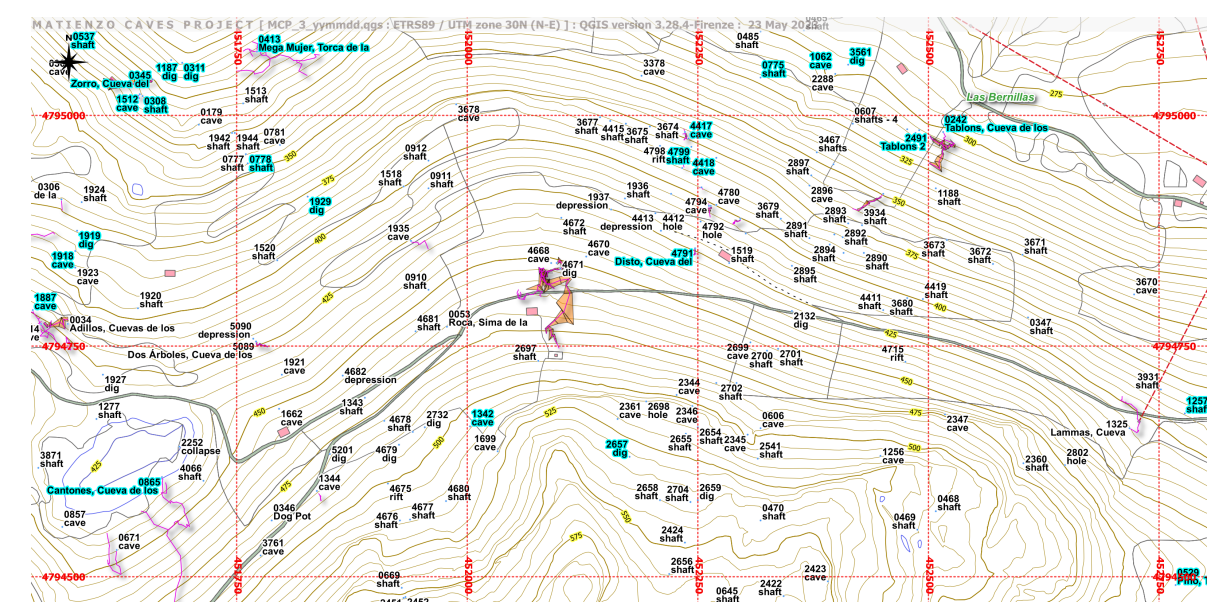 MATIENZO CAVES PROJECT [ MCP_3_yymmdd.qgs : ETRS89 / UTM zone 30N (N-E) ] : QGIS version 3.28.4-Firenze : 23 May 2023
0537
shaft
N
cave
0413
Mega Mujer, Torca de la
451750
452000
452250
452500
452750
0485
shaft
shaft
1187
dig
0311
dig
0345
Zorro, Cueva del
1512
cave
0308
shaft
1513
shaft
3378
cave
0775
shaft
1062
cave
3561
dig
2288
cave
Las Bernillas
275
4795000
4795000
0179
cave
3678
cave
0607
shafts - 4
0242
Tablons, Cueva de los
300
1942
shaft
1944
shaft
0781
cave
0777
shaft
0778
shaft
350
3677
shaft
4415
shaft
3675
shaft
3674
shaft
4417
cave
3467
shafts
2491
Tablons 2
325
4798
rift
4799
shaft
4418
cave
0912
shaft
2897
shaft
375
1518
shaft
0911
shaft
0306
de la
1924
shaft
1929
dig
1936
shaft
1937
depression
4794
cave
4780
cave
2896
cave
1188
shaft
350
3679
shaft
2893
shaft
3934
shaft
1919
dig
400
1935
cave
4672
shaft
4413
depression
4412
hole
4792
hole
2891
shaft
2892
shaft
375
1918
cave
1520
shaft
4668
cave
4670
cave
4791
Disto, Cueva del
1519
shaft
2894
shaft
2890
shaft
3673
shaft
3672
shaft
3671
shaft
1923
cave
4671
dig
2895
shaft
0910
shaft
3670
cave
1887
cave
1920
shaft
425
4411
shaft
3680
shaft
4419
shaft
400
0034
Adillos, Cuevas de los
5090
depression
5089
Dos Árboles, Cueva de los
4681
shaft
0053
Roca, Sima de la
2132
dig
425
0347
shaft
4794750
4794750
2697
shaft
2699
cave
2700
shaft
2701
shaft
4715
rift
1921
cave
4682
depression
1927
dig
2344
cave
2702
shaft
450
3931
shaft
1277
shaft
450
1343
shaft
1257
shaft
1662
cave
4678
shaft
2732
dig
1342
cave
525
2361
cave
2698
hole
2346
cave
0606
cave
475
2347
cave
1325
Lammas, Cueva
2252
collapse
500
1699
cave
2657
dig
2655
shaft
2654
shaft
2345
cave
2541
shaft
500
3871
shaft
425
4066
shaft
5201
dig
4679
dig
1256
cave
2360
shaft
2802
hole
0865
Cantones, Cueva de los
475
1344
cave
4675
rift
4680
shaft
2658
shaft
2704
shaft
2659
dig
0468
shaft
0857
cave
0346
Dog Pot
4676
shaft
4677
shaft
550
0470
shaft
0469
shaft
0671
cave
3761
cave
575
2424
shaft
4794500
0669
shaft
2656
shaft
2423
cave
0529
2422
shaft
0645
shaft